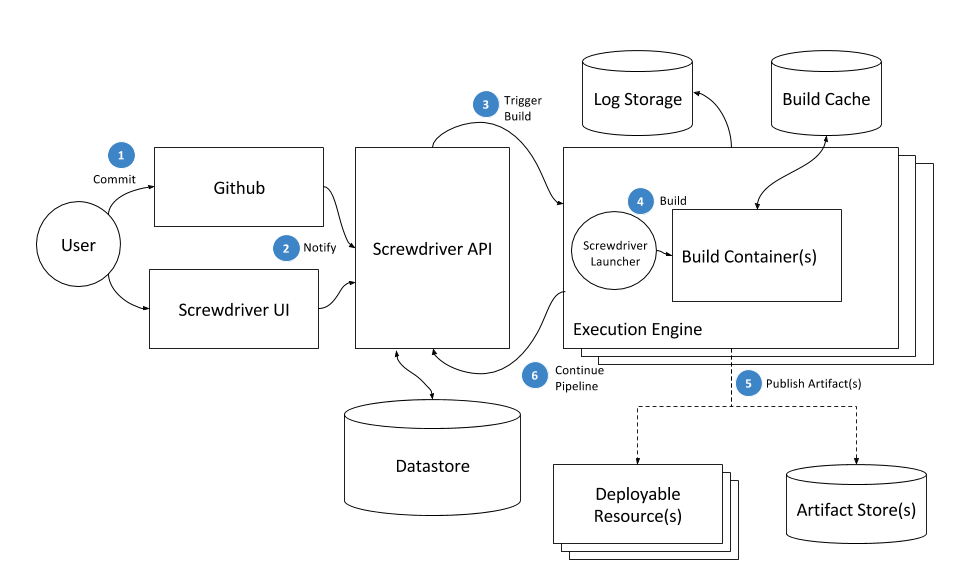 1
Commit
User
Github
2
Notify
Screwdriver UI
Screwdriver API
3
Trigger
Build
Log Storage
Build Cache
4
Build
Screwdriver
Launcher
Build Container(s)
Execution Engine
6
Continue
Pipeline
5
Publish Artifact(s)
Datastore
Deployable
Resource(s)
Artifact Store(s)